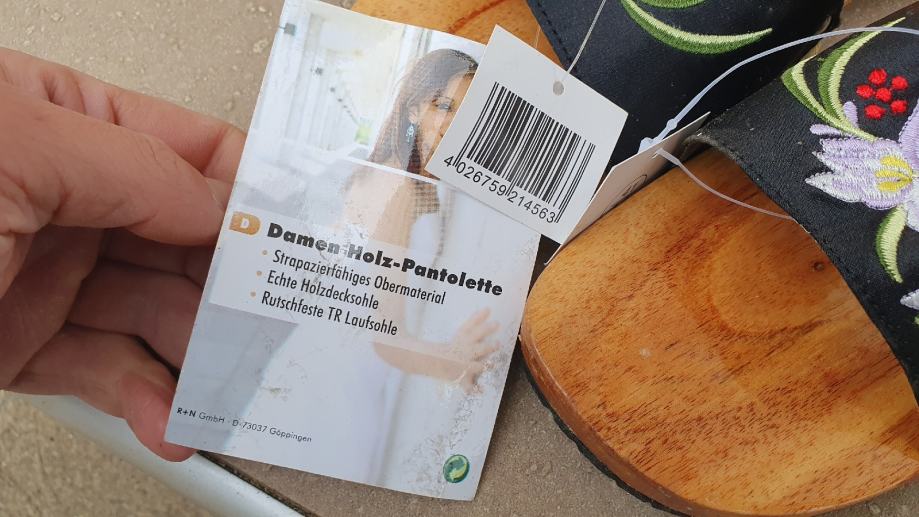 4 026759 214563
D Damen-Holz-Pantolette
• Strapazierfähiges Obermaterial
• Echte Holzdecksohle
• Rutschfeste TR Laufsohle
R+N GmbH · D-73037 Göppingen